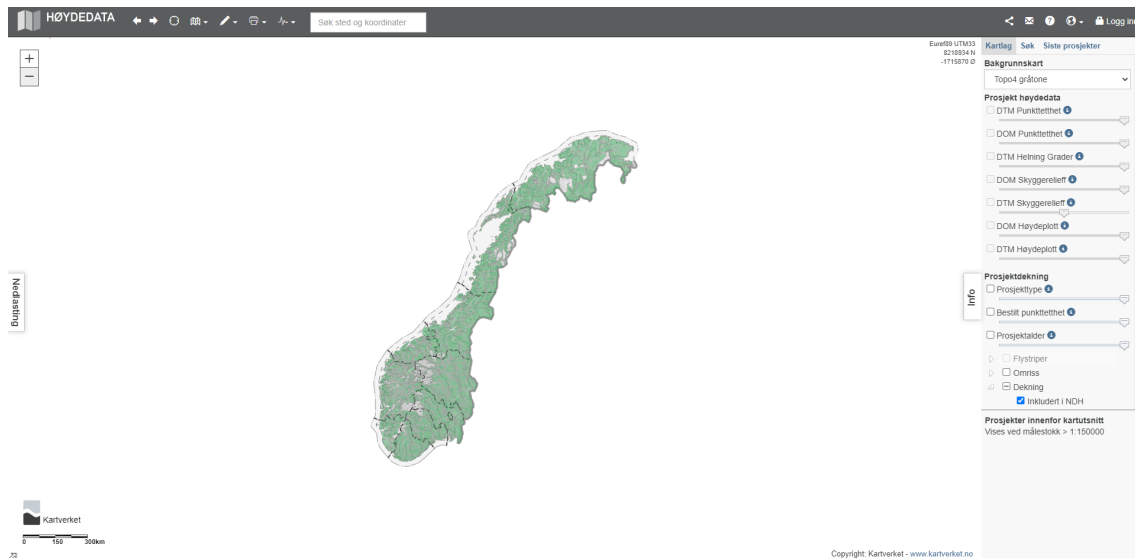 HØYDEDATA
Søk sted og koordinater
Logg inn
Euref89 UTM33
8218934 N
-1715870 Ø
Kartlag Søk Siste prosjekter
Bakgrunnskart
Topo4 gråtone
Prosjekt høydedata
DTM Punkttetthet
DOM Punkttetthet
DTM Helning Grader
DOM Skyggerelieff
DTM Skyggerelieff
DOM Høydeplott
DTM Høydeplott
Prosjektdekning
Prosjekttype
Bestilt punkttetthet
Prosjektalder
Flystriper
Omriss
Dekning
Inkludert i NDH
Prosjekter innenfor kartutsnitt
Vises ved målestokk > 1:150000
Nedlasting
Info
Kartverket
0 150 300km
Copyright: Kartverket - www.kartverket.no